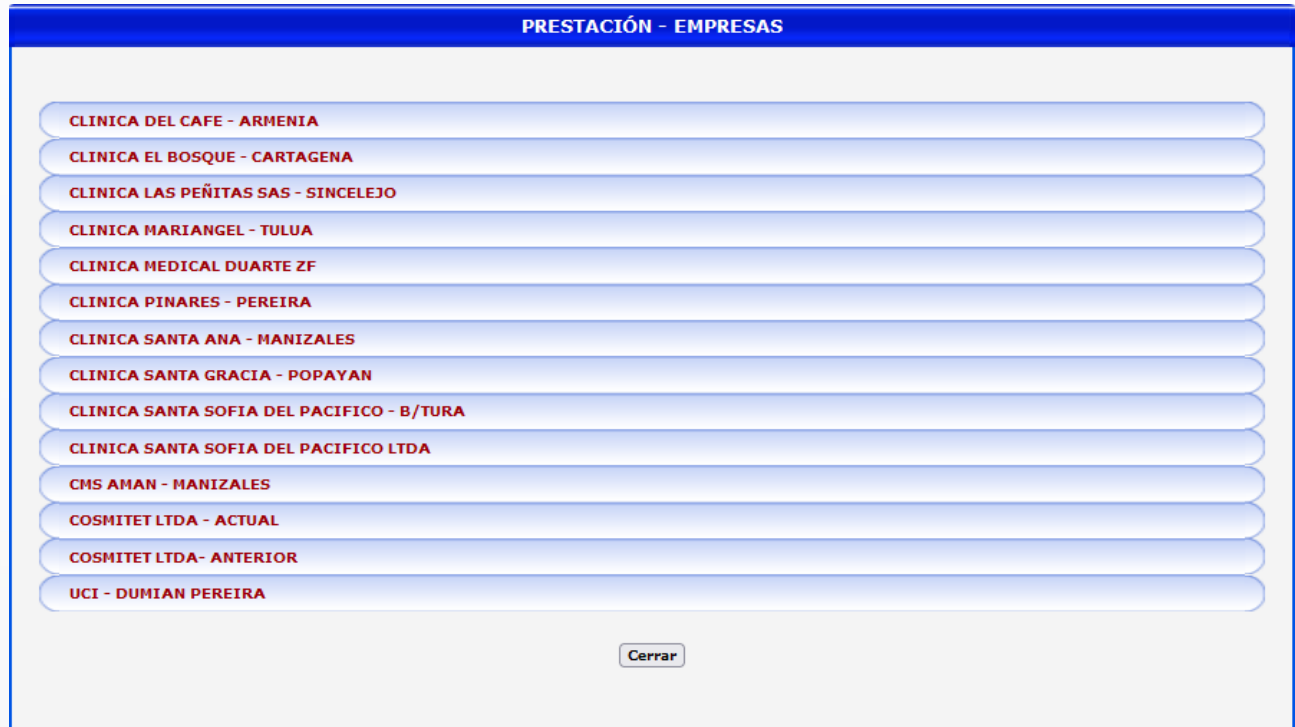 PRESTACIÓN - EMPRESAS
CLINICA DEL CAFE - ARMENIA
CLINICA EL BOSQUE - CARTAGENA
CLINICA LAS PEÑITAS SAS - SINCELEJO
CLINICA MARIANGEL - TULUA
CLINICA MEDICAL DUARTE ZF
CLINICA PINARES - PEREIRA
CLINICA SANTA ANA - MANIZALES
CLINICA SANTA GRACIA - POPAYAN
CLINICA SANTA SOFIA DEL PACIFICO - B/TURA
CLINICA SANTA SOFIA DEL PACIFICO LTDA
CMS AMAN - MANIZALES
COSMITET LTDA - ACTUAL
COSMITET LTDA- ANTERIOR
UCI - DUMIAN PEREIRA
Cerrar